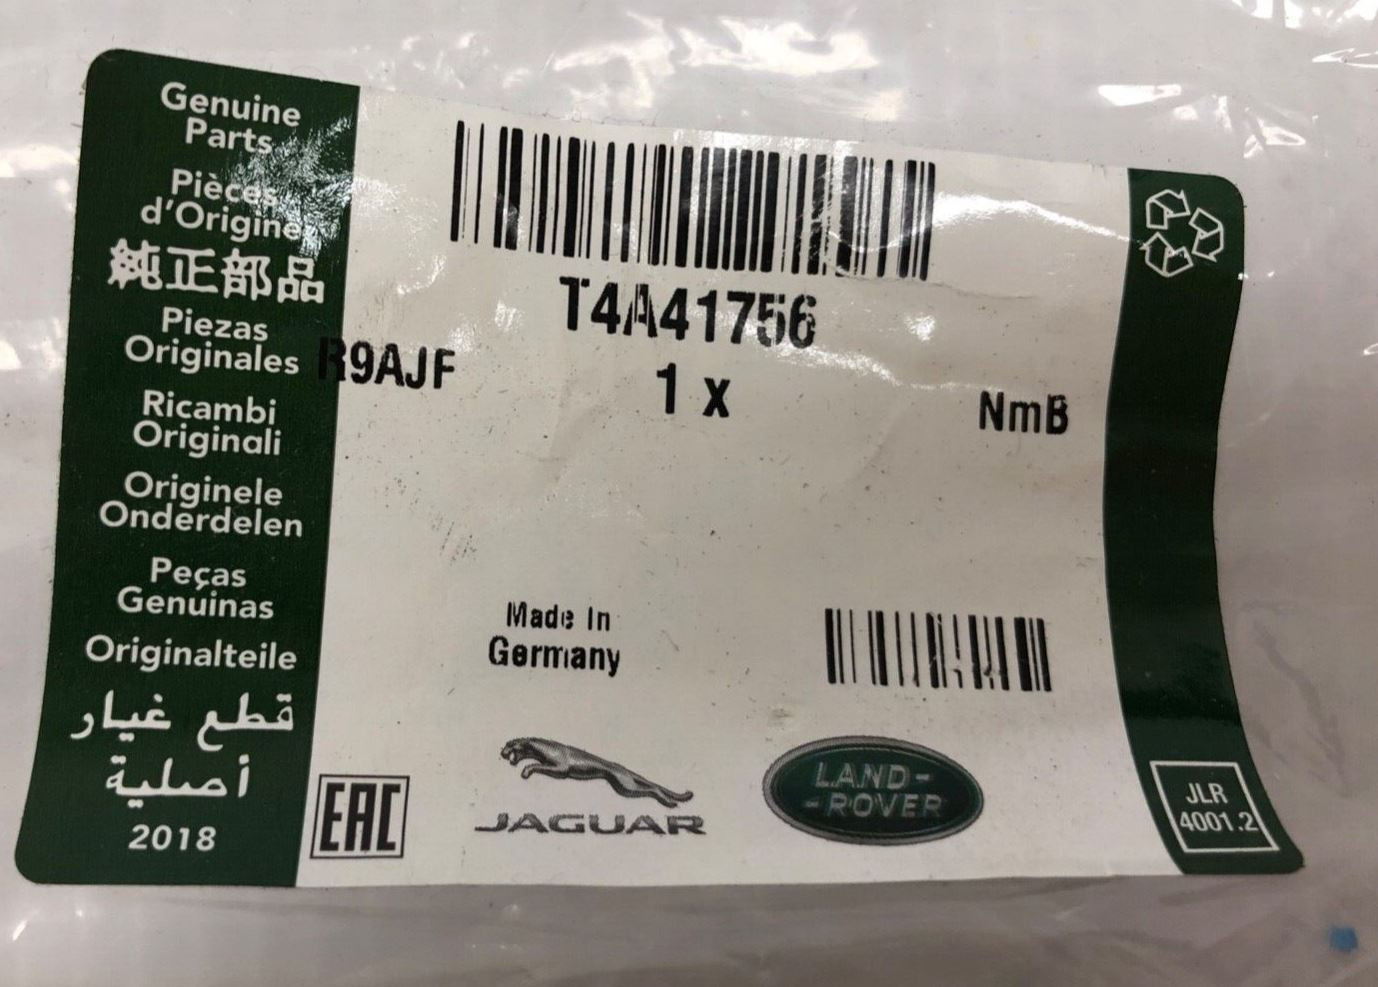 Genuine
Parts
Pièces
d'Origine
純正部品
Piezas
Originales
Ricambi
Originali
Originele
Onderdelen
Peças
Genuinas
Originalteile
قطع غيار
أصلية
2018
T4A41756
R9AJF
1 x
NmB
Made In
Germany
EAC
JAGUAR
LAND-
-ROVER
JLR
4001.2